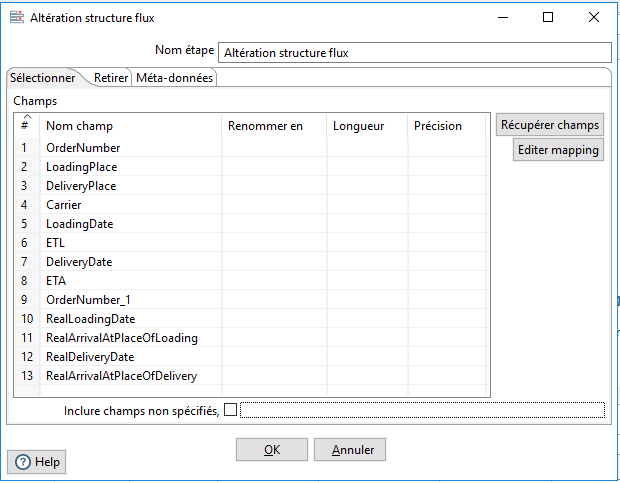 Altération structure flux
Nom étape Altération structure flux
Sélectionner Retirer Méta-données
Champs
# Nom champ Renommer en Longueur Précision
Récupérer champs
Editer mapping
1 OrderNumber
2 LoadingPlace
3 DeliveryPlace
4 Carrier
5 LoadingDate
6 ETL
7 DeliveryDate
8 ETA
9 OrderNumber_1
10 RealLoadingDate
11 RealArrivalAtPlaceOfLoading
12 RealDeliveryDate
13 RealArrivalAtPlaceOfDelivery
Inclure champs non spécifiés,
OK Annuler
? Help